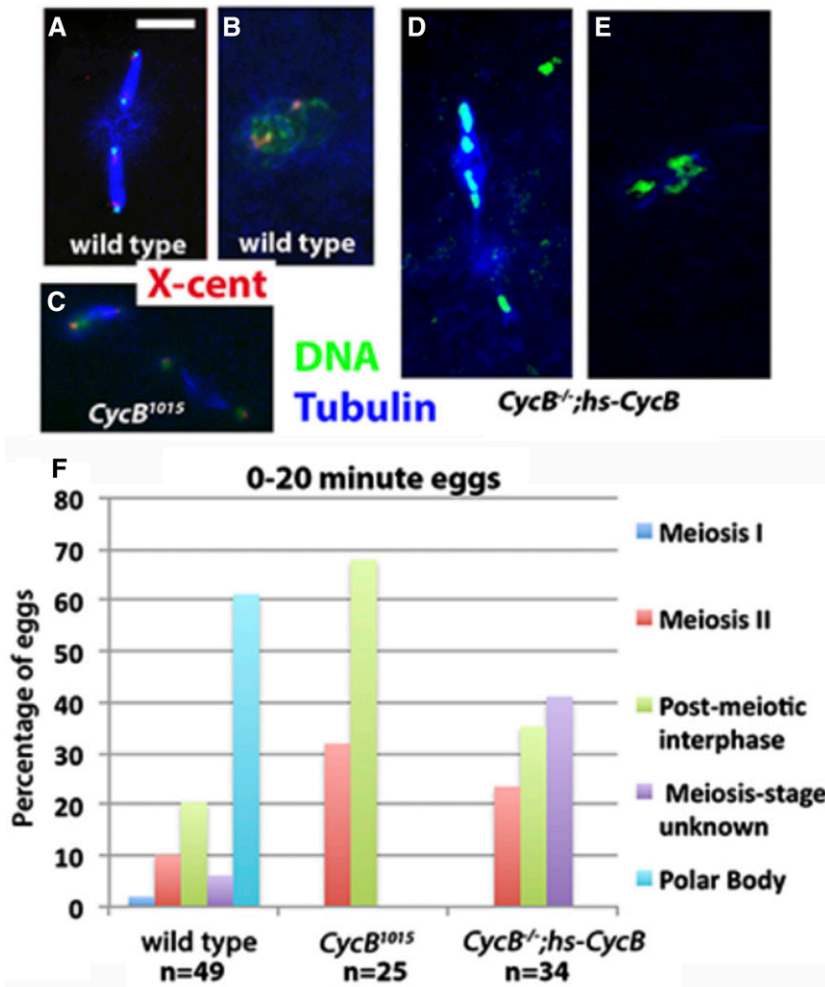 A
B
D
E
wild type
wild type
X-cent
C
CycB1015
DNA
Tubulin
CycB-/-;hs-CycB
F
0-20 minute eggs
80
70
60
50
40
30
20
10
0
Percentage of eggs
Meiosis I
Meiosis II
Post-meiotic
interphase
Meiosis-stage
unknown
Polar Body
wild type
n=49
CycB1015
n=25
CycB-/-;hs-CycB
n=34